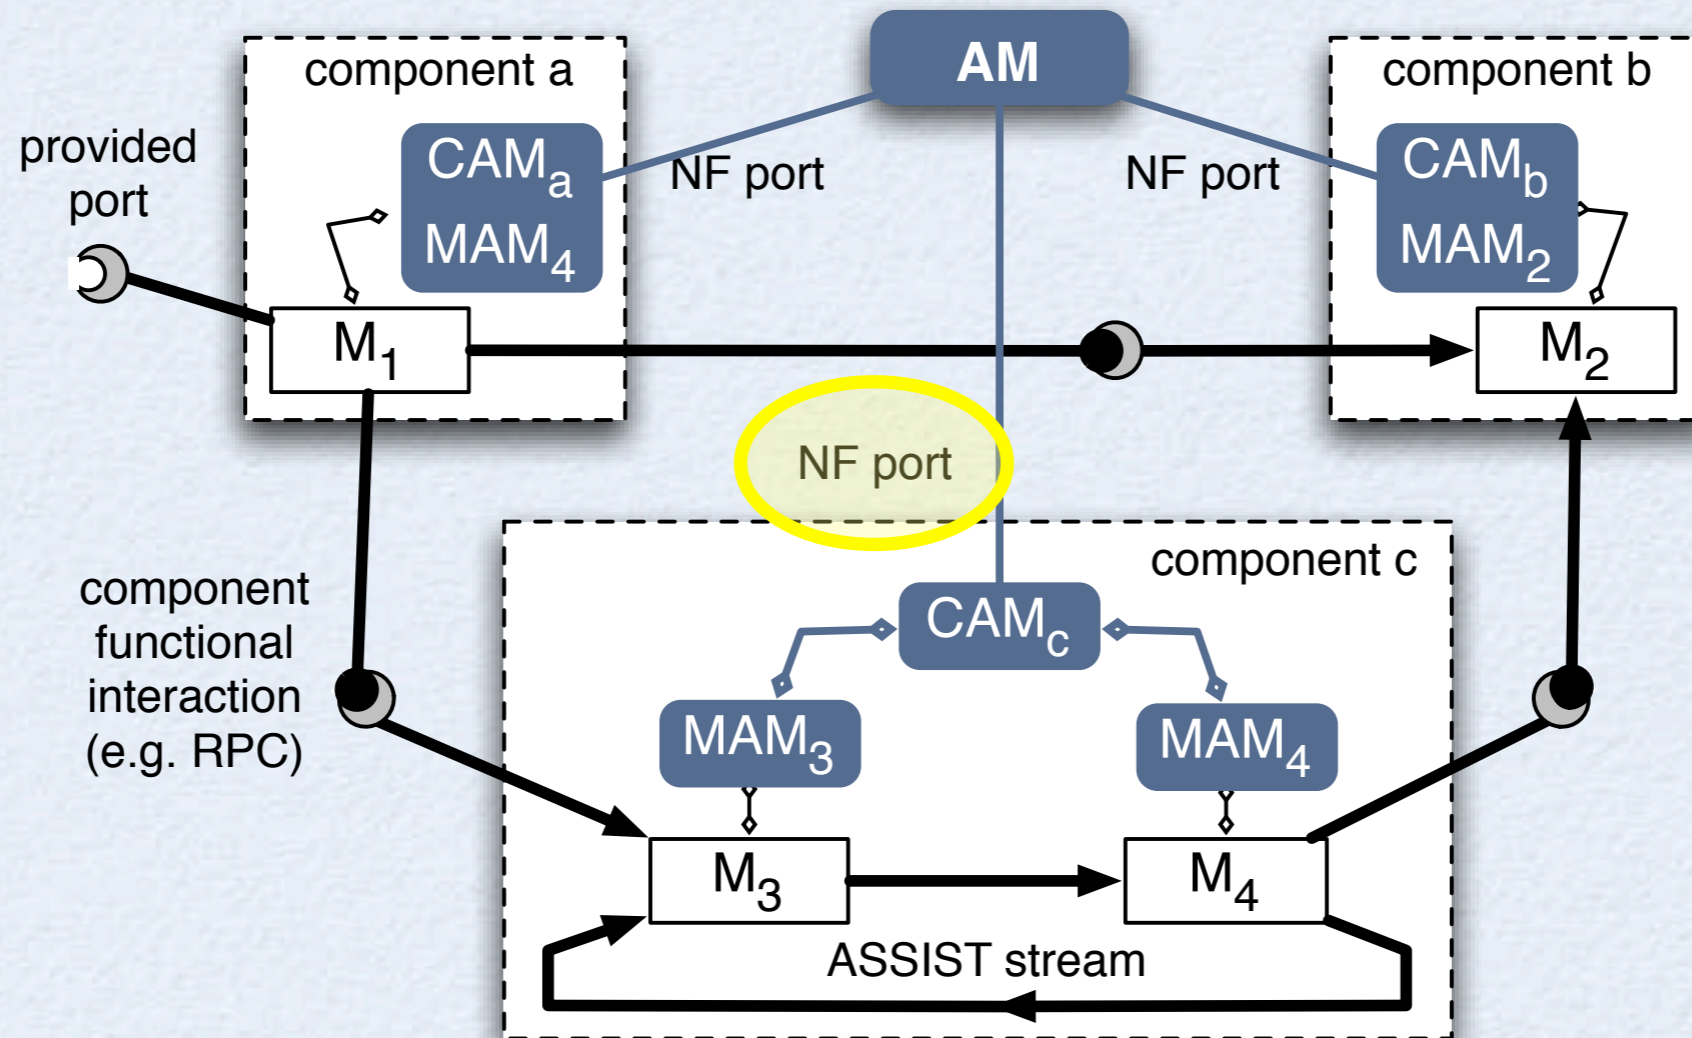 AM
component a
component b
provided
port
CAMa
MAM4
NF port
NF port
CAMb
MAM2
M1
M2
NF port
component c
component
functional
interaction
(e.g. RPC)
CAMc
MAM3
MAM4
M3
M4
ASSIST stream